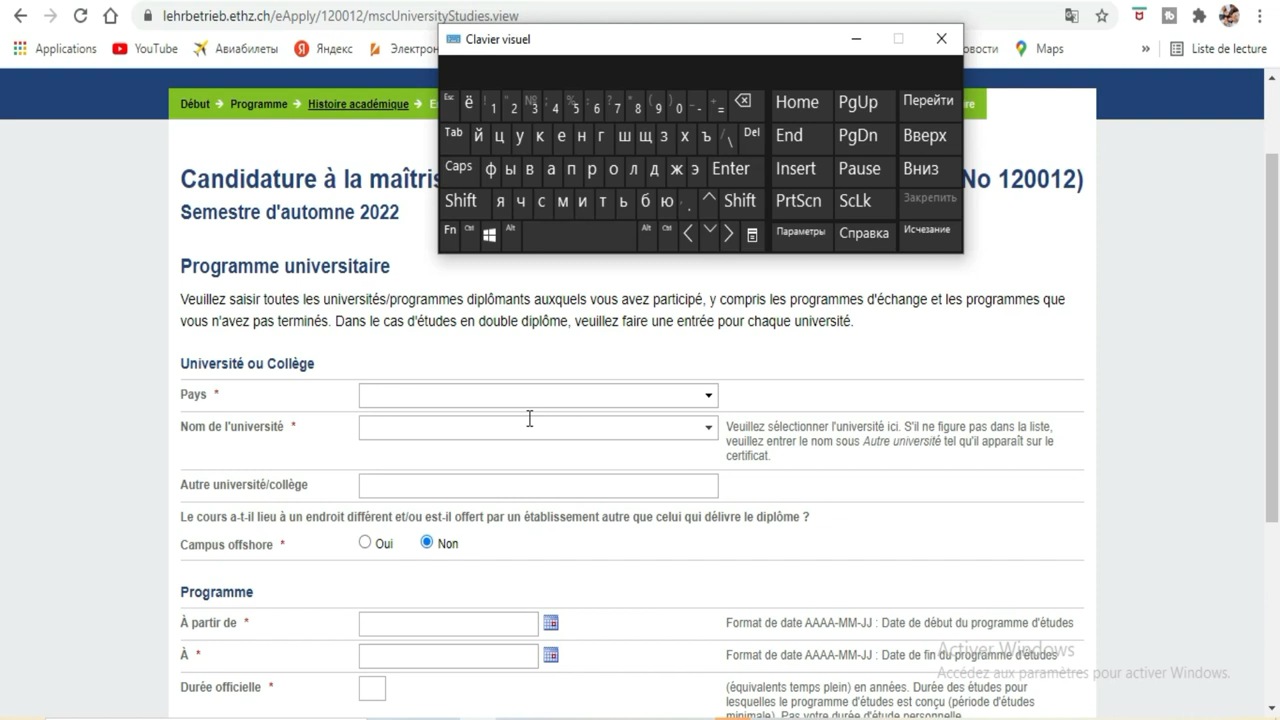 lehrbetrieb.ethz.ch/eApply/120012/mscUniversityStudies.view
Applications
YouTube
Авиабилеты
Яндекс
Электрон
овости
Maps
»
Liste de lecture
Clavier visuel
Esc ё ! 1 " 2 № 3 ; 4 % 5 : 6 ? 7 * 8 ( 9 ) 0 _ - + = Home PgUp Перейти
Tab й ц у к е н г ш щ з х ъ / \ Del End PgDn Вверх
Caps ф ы в а п р о л д ж э Enter Insert Pause Вниз
Shift я ч с м и т ь б ю , . ^ Shift PrtScn ScLk Закрепить
Fn Ctrl Alt Alt Ctrl Параметры Справка Исчезание
Début
Programme
Histoire académique
Candidature à la maîtris
No 120012)
Semestre d'automne 2022
Programme universitaire
Veuillez saisir toutes les universités/programmes diplômants auxquels vous avez participé, y compris les programmes d'échange et les programmes que
vous n'avez pas terminés. Dans le cas d'études en double diplôme, veuillez faire une entrée pour chaque université.
Université ou Collège
Pays *
Nom de l'université *
Veuillez sélectionner l'université ici. S'il ne figure pas dans la liste,
veuillez entrer le nom sous Autre université tel qu'il apparaît sur le
certificat.
Autre université/collège
Le cours a-t-il lieu à un endroit différent et/ou est-il offert par un établissement autre que celui qui délivre le diplôme ?
Campus offshore * Oui Non
Programme
À partir de *
Format de date AAAA-MM-JJ : Date de début du programme d'études
À *
Format de date AAAA-MM-JJ : Date de fin du programme d'études
Activer Windows
Accédez aux paramètres pour activer Windows.
Durée officielle *
(équivalents temps plein) en années. Durée des études pour
lesquelles le programme d'études est conçu (période d'études
minimale). Pas votre durée d'étude personnelle